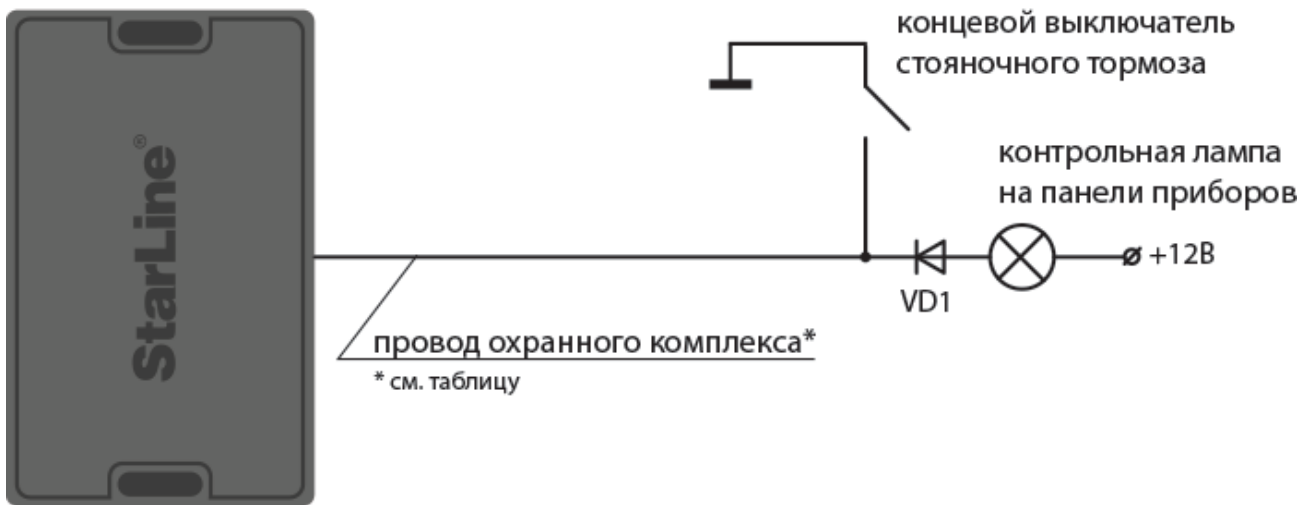 StarLine®
концевой выключатель
стояночного тормоза
контрольная лампа
на панели приборов
+12В
VD1
провод охранного комплекса*
* см. таблицу